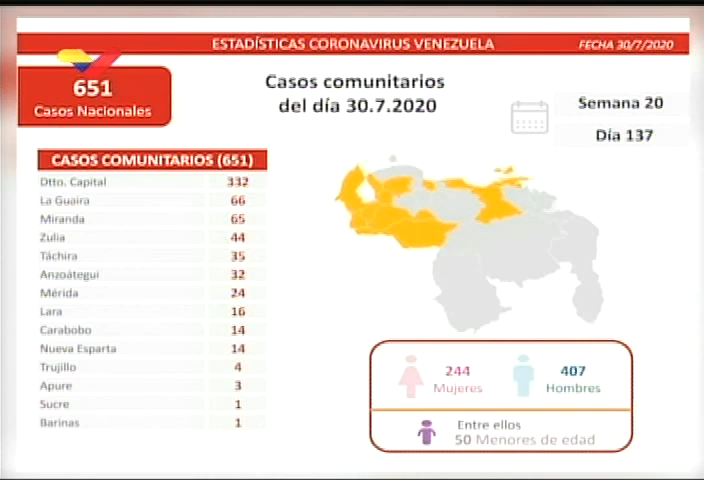 ESTADÍSTICAS CORONAVIRUS VENEZUELA
FECHA 30/7/2020
651
Casos Nacionales
Casos comunitarios
del día 30.7.2020
Semana 20
Día 137
CASOS COMUNITARIOS (651)
Dtto. Capital 332
La Guaira 66
Miranda 65
Zulia 44
Táchira 35
Anzoátegui 32
Mérida 24
Lara 16
Carabobo 14
Nueva Esparta 14
Trujillo 4
Apure 3
Sucre 1
Barinas 1
244
Mujeres
407
Hombres
Entre ellos
50 Menores de edad